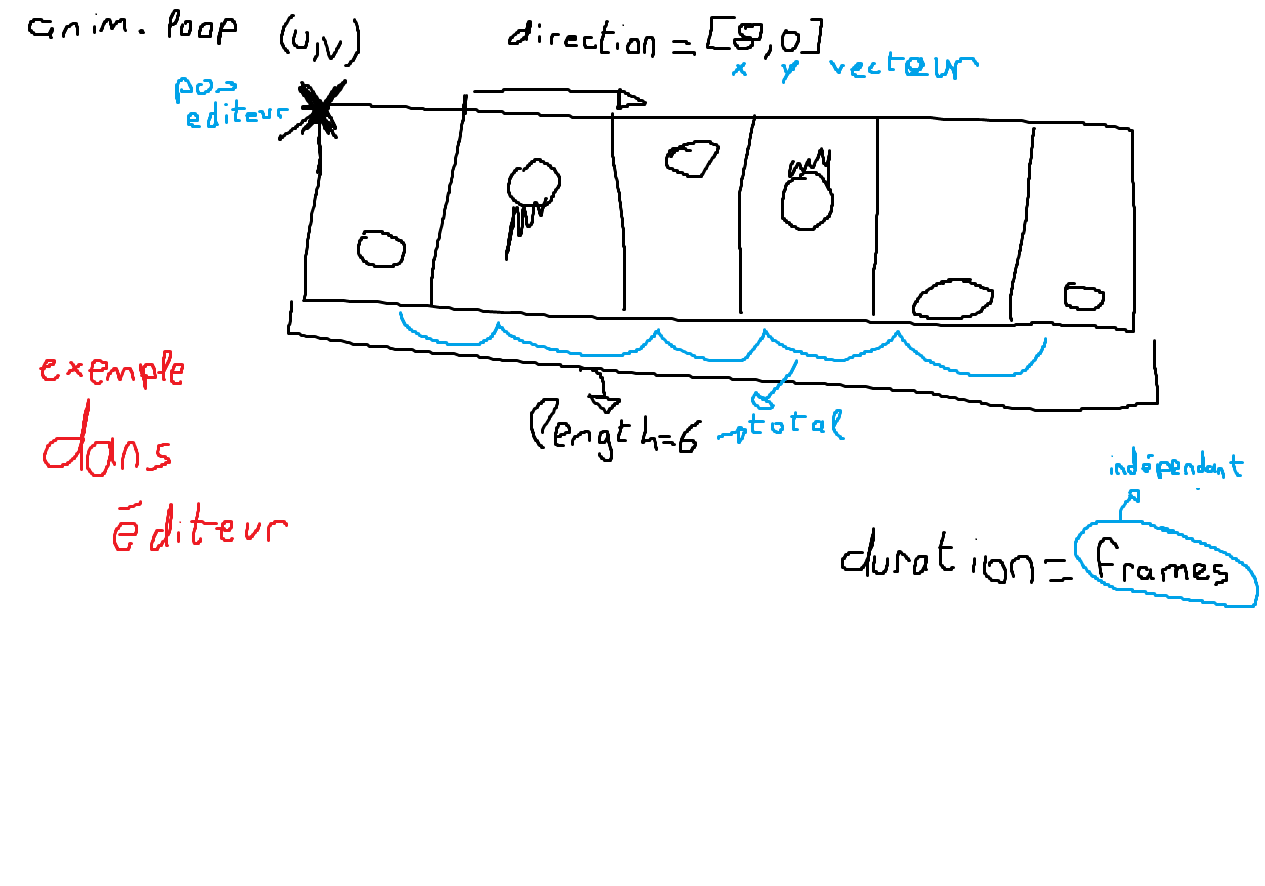 anim. loop (u,v)
direction = [8,0]
x y vecteur
pos
editeur
length=6 → total
exemple
dans
éditeur
indépendant
duration = frames